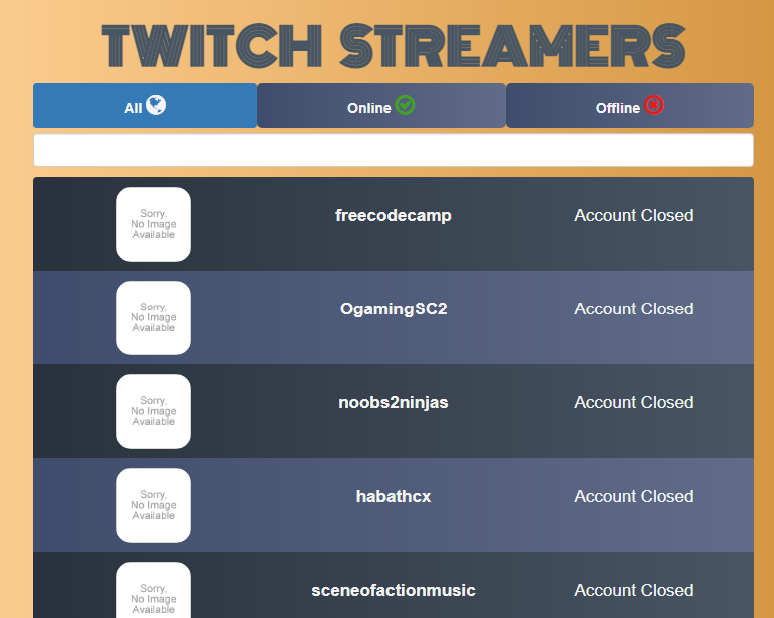 TWITCH STREAMERS
All Online Offline
Sorry,
No Image
Available
freecodecamp Account Closed
Sorry,
No Image
Available
OgamingSC2 Account Closed
Sorry,
No Image
Available
noobs2ninjas Account Closed
Sorry,
No Image
Available
habathcx Account Closed
Sorry,
No Image
Available
sceneofactionmusic Account Closed